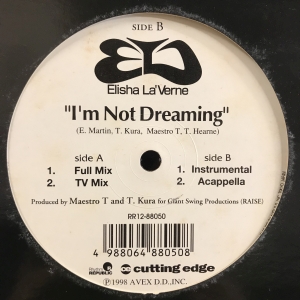 SIDE B
Elisha La'Verne
"I'm Not Dreaming"
(E. Martin, T. Kura, Maestro T, T. Hearne)
side A
1. Full Mix
2. TV Mix
side B
1. Instrumental
2. Acappella
Produced by Maestro T and T. Kura for Giant Swing Productions (RAISE)
RR12-88050
4 988064 880508
REPUBLIC
cutting edge
℗1998 AVEX D.D.,INC.